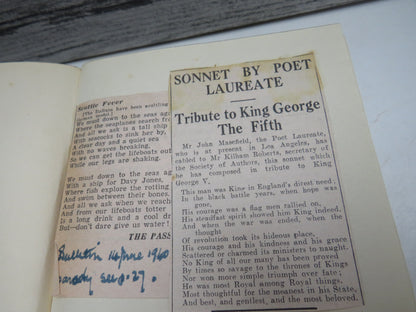 Scuttle Fever
must down to the seas
Where the seaplanes search
And all we ask is a tall ship
With peacocks to sink her by,
clear day and a quiet sea
With no waves breaking,
So we can get the lifeboats out
While our legs are shaking.
We must down to the seas aga
With a ship for Davy Jones,
Where fish explore the rotting
And swim between our bones,
And all we ask when we reach
And from our lifeboats totter
Is a long drink and a cool dr
But—don't dare give us water!
THE PASS
1940
parody
27.
SONNET BY POET
LAUREATE
Tribute to King George
The Fifth
Mr John Masefield, the Poet Laureate,
who is at present in Los Angeles, has
cabled to Mr Kilham Roberts, secretary of
the Society of Authors, this sonnet which
he has composed in tribute to King
George V.
This man was King in England's direst need,
In the black battle years, when hope was
gone,
His courage was a flag men rallied on,
His steadfast spirit showed him King indeed.
And when the war was ended, when the
thought
Of revolution took its hideous place,
His courage and his kindness and his grace
Scattered or charmed its ministers to naught.
No King of all our many has been proved
By times so savage to the thrones of Kings
Nor won more simple triumph over fate;
He was most Royal among Royal things,
Most thoughtful for the meanest in his State,
And best, and gentlest, and the most beloved.